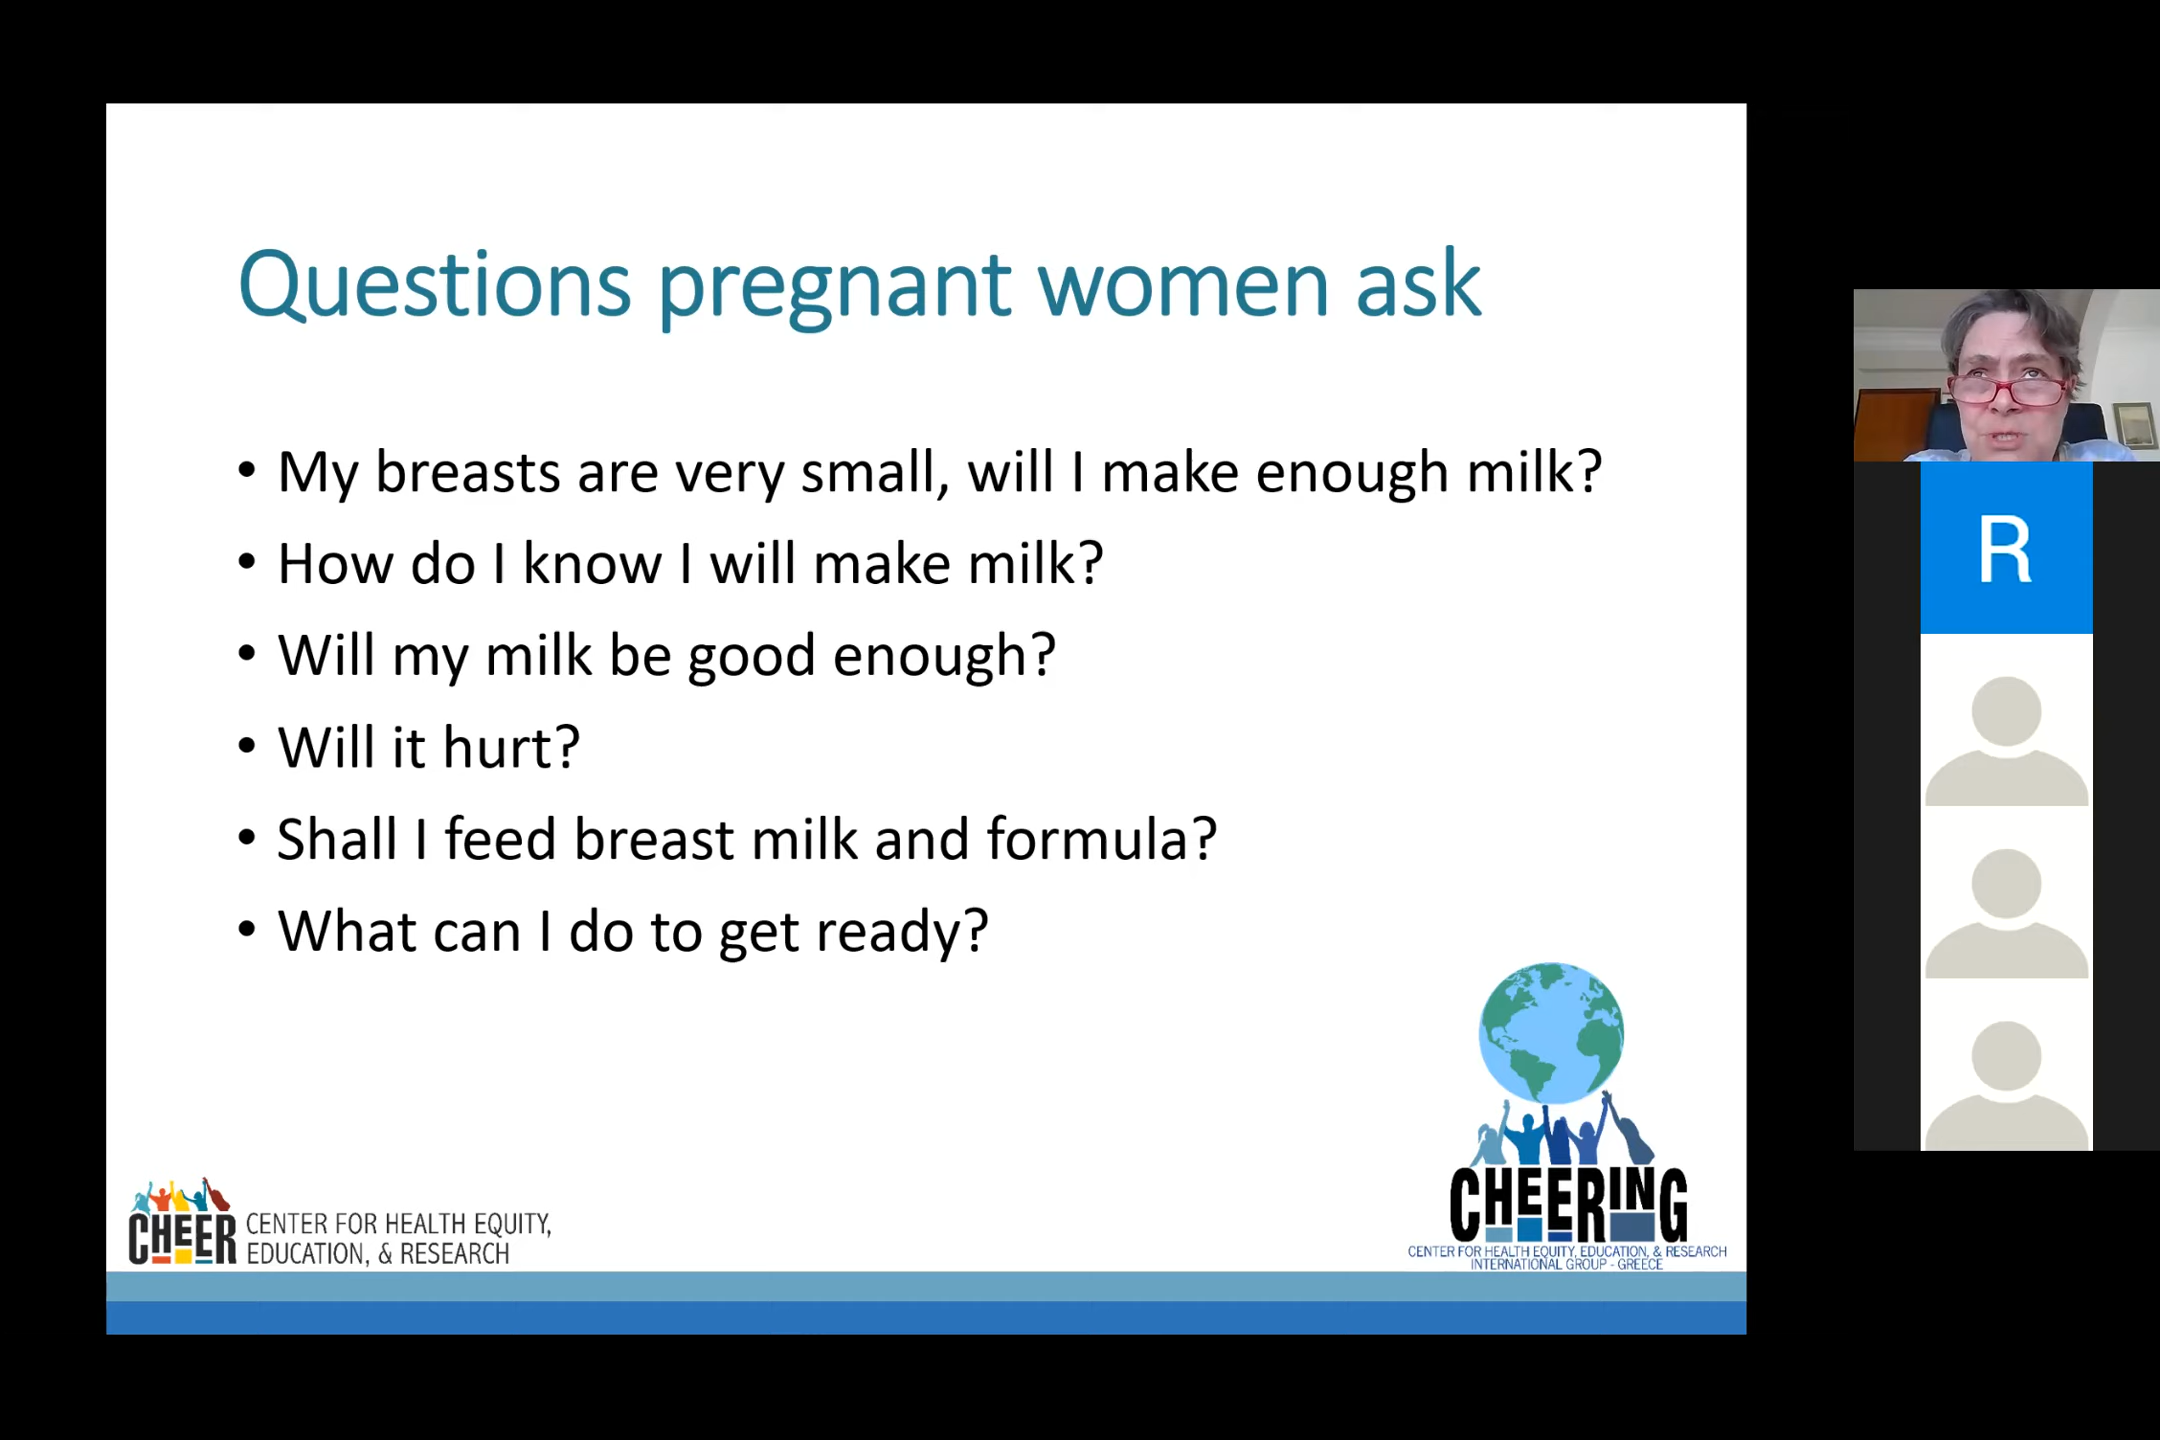 Questions pregnant women ask
• My breasts are very small, will I make enough milk?
• How do I know I will make milk?
• Will my milk be good enough?
• Will it hurt?
• Shall I feed breast milk and formula?
• What can I do to get ready?
CHEER
CENTER FOR HEALTH EQUITY,
EDUCATION, & RESEARCH
CHEERING
CENTER FOR HEALTH EQUITY, EDUCATION, & RESEARCH
INTERNATIONAL GROUP - GREECE
R